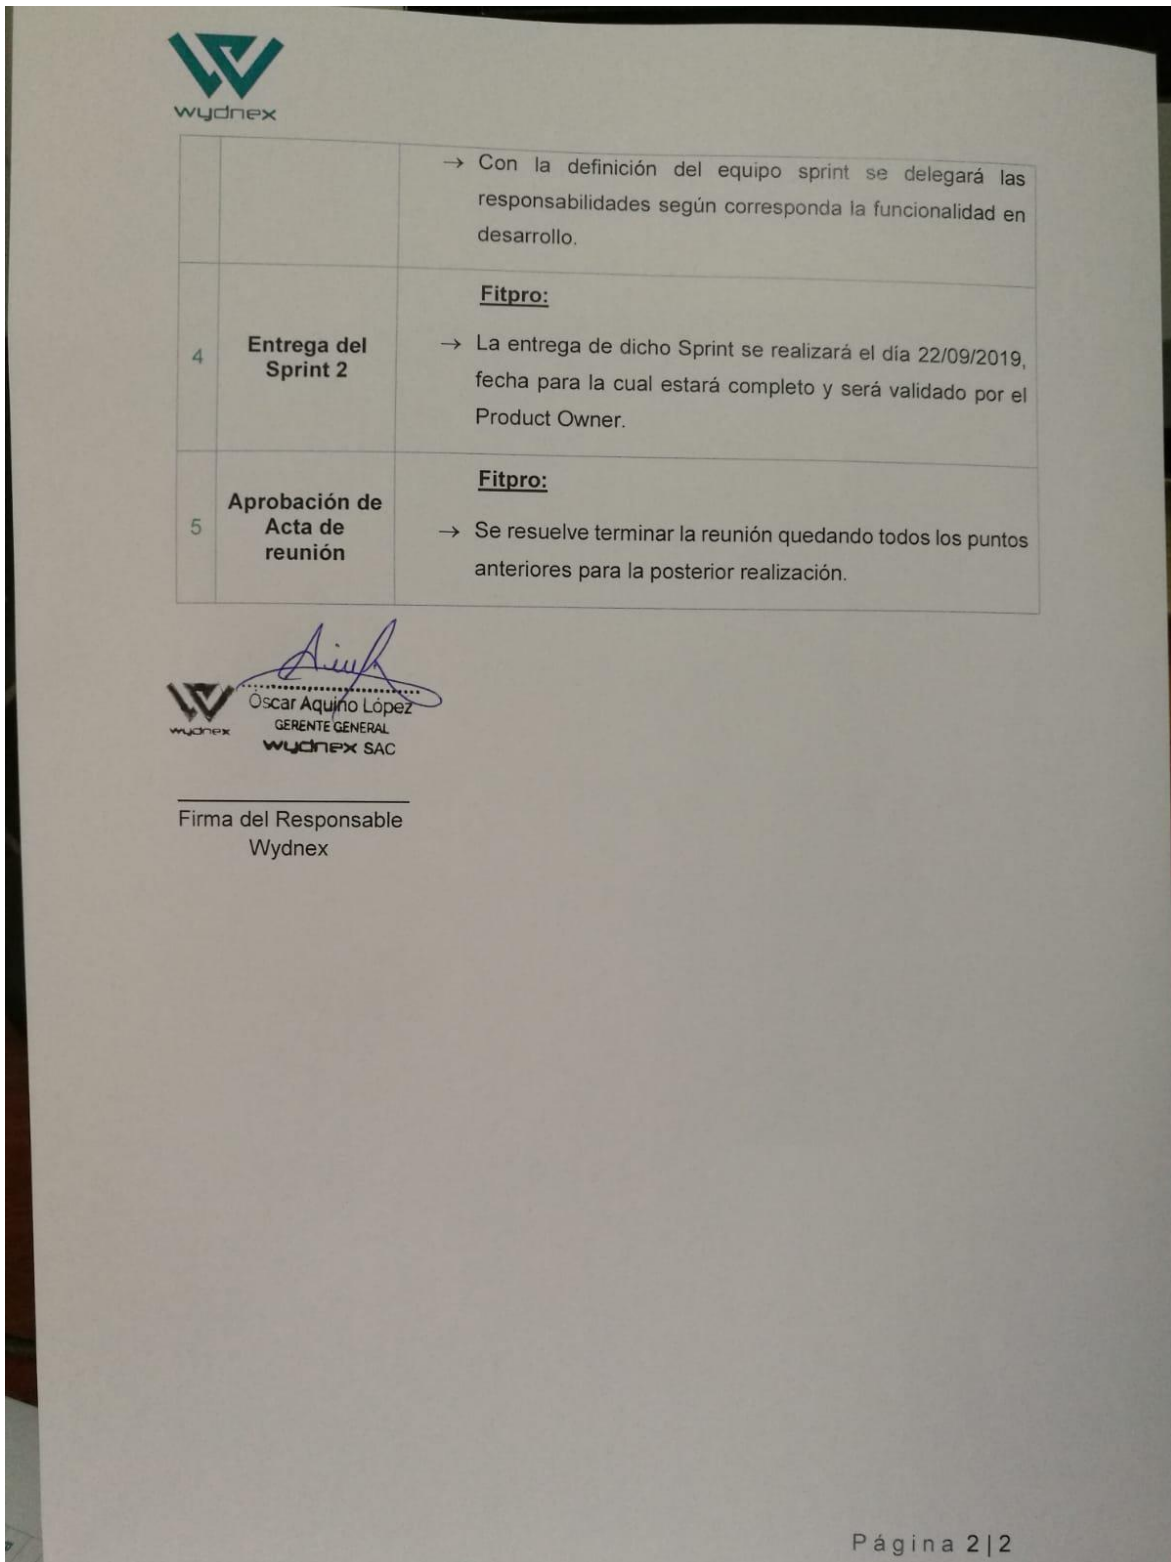 wydnex
→ Con la definición del equipo sprint se delegará las
responsabilidades según corresponda la funcionalidad en
desarrollo.
4
Entrega del
Sprint 2
Fitpro:
→ La entrega de dicho Sprint se realizará el día 22/09/2019,
fecha para la cual estará completo y será validado por el
Product Owner.
5
Aprobación de
Acta de
reunión
Fitpro:
→ Se resuelve terminar la reunión quedando todos los puntos
anteriores para la posterior realización.
wydnex
Oscar Aquino López
GERENTE GENERAL
wydnex SAC
Firma del Responsable
Wydnex
Página 2|2